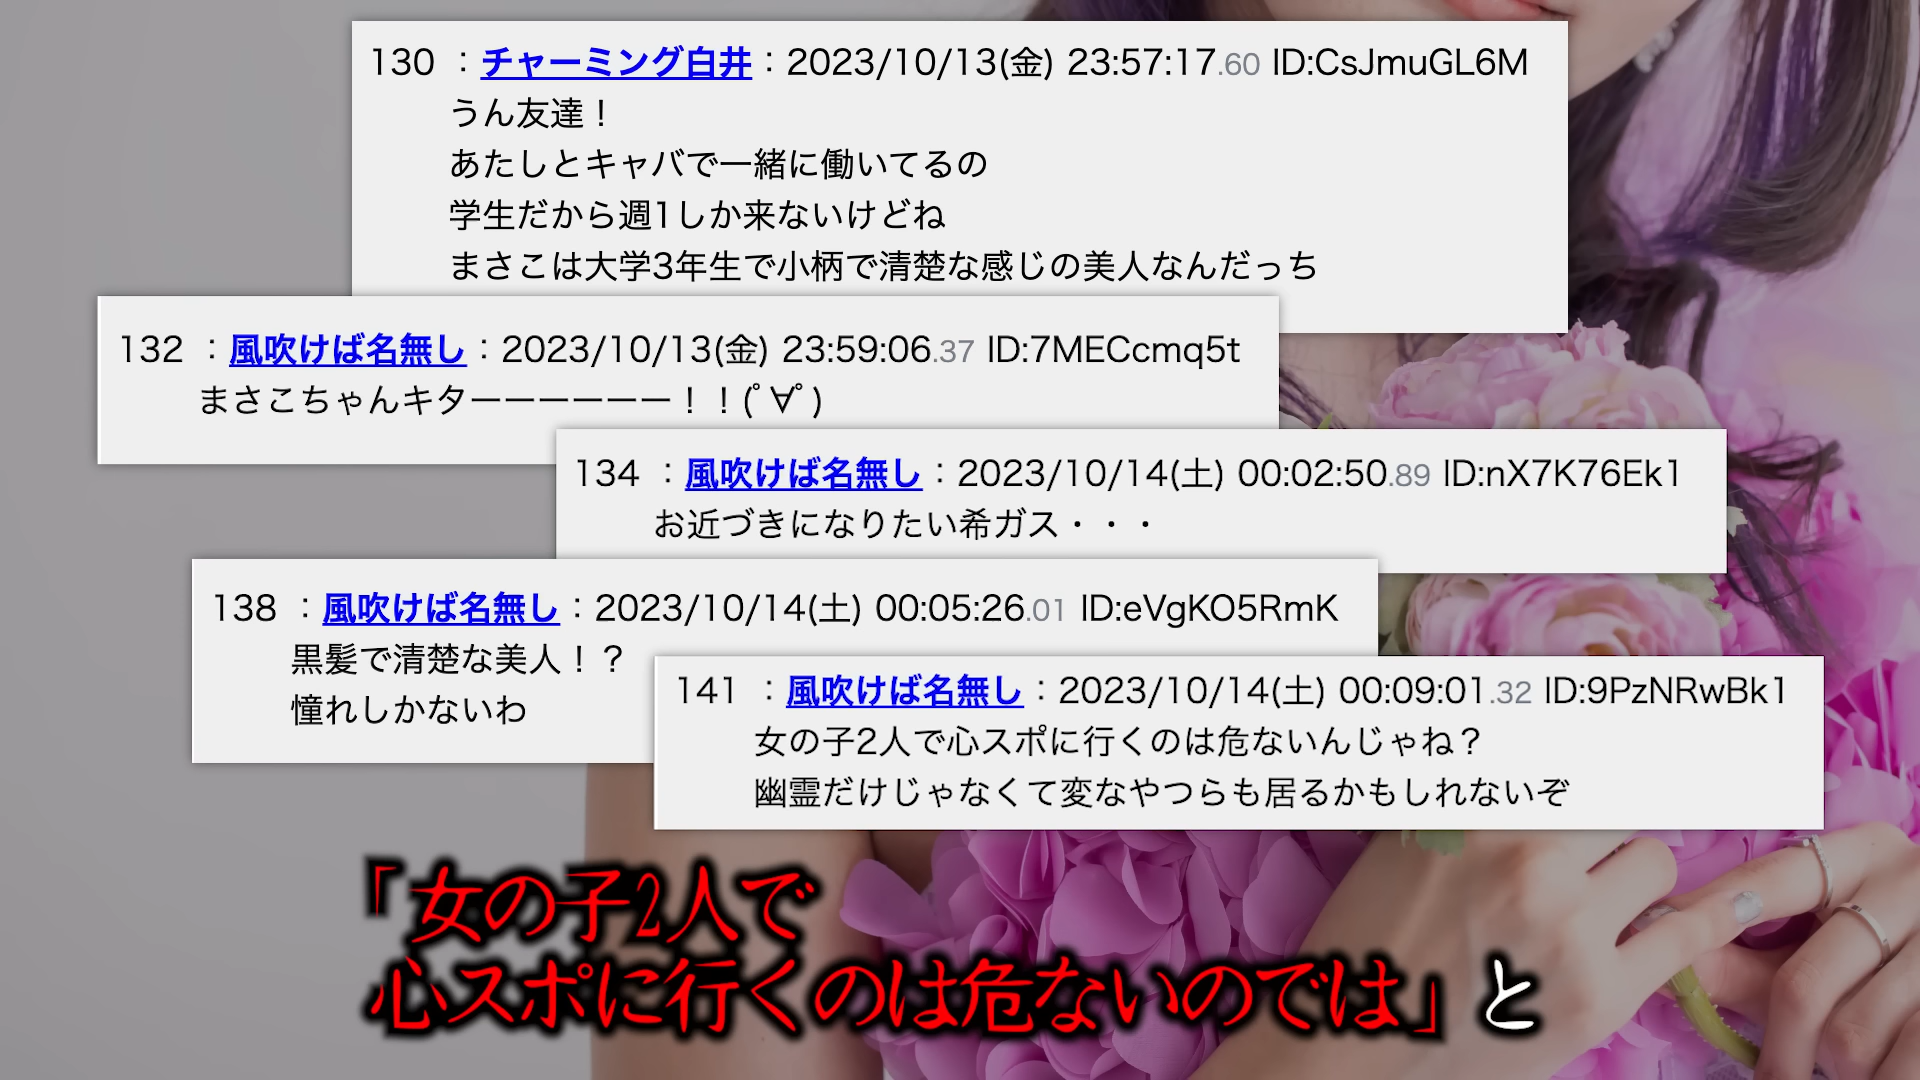 130 ：チャーミング白井：2023/10/13(金) 23:57:17.60 ID:CsJmuGL6M
うん友達！
あたしとキャバで一緒に働いてるの
学生だから週1しか来ないけどね
まさこは大学3年生で小柄で清楚な感じの美人なんだっち
132 ：風吹けば名無し：2023/10/13(金) 23:59:06.37 ID:7MECcmq5t
まさこちゃんキターーーーーー！！(ﾟ∀ﾟ)
134 ：風吹けば名無し：2023/10/14(土) 00:02:50.89 ID:nX7K76Ek1
お近づきになりたい希ガス・・・
138 ：風吹けば名無し：2023/10/14(土) 00:05:26.01 ID:eVgKO5RmK
黒髪で清楚な美人！？
憧れしかないわ
141 ：風吹けば名無し：2023/10/14(土) 00:09:01.32 ID:9PzNRwBk1
女の子2人で心スポに行くのは危ないんじゃね？
幽霊だけじゃなくて変なやつらも居るかもしれないぞ
「女の子2人で
心スポに行くのは危ないのでは」と